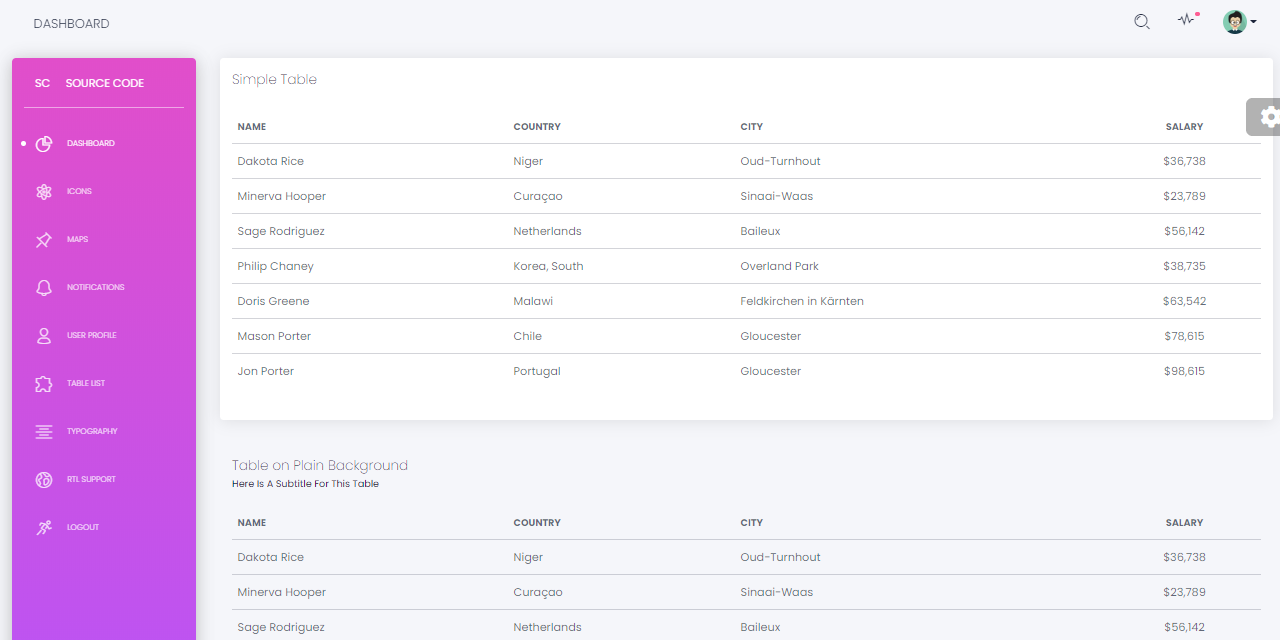 DASHBOARD
SC SOURCE CODE
DASHBOARD
ICONS
MAPS
NOTIFICATIONS
USER PROFILE
TABLE LIST
TYPOGRAPHY
RTL SUPPORT
LOGOUT
Simple Table
NAME COUNTRY CITY SALARY
Dakota Rice Niger Oud-Turnhout $36,738
Minerva Hooper Curaçao Sinaai-Waas $23,789
Sage Rodriguez Netherlands Baileux $56,142
Philip Chaney Korea, South Overland Park $38,735
Doris Greene Malawi Feldkirchen in Kärnten $63,542
Mason Porter Chile Gloucester $78,615
Jon Porter Portugal Gloucester $98,615
Table on Plain Background
Here Is A Subtitle For This Table
NAME COUNTRY CITY SALARY
Dakota Rice Niger Oud-Turnhout $36,738
Minerva Hooper Curaçao Sinaai-Waas $23,789
Sage Rodriguez Netherlands Baileux $56,142